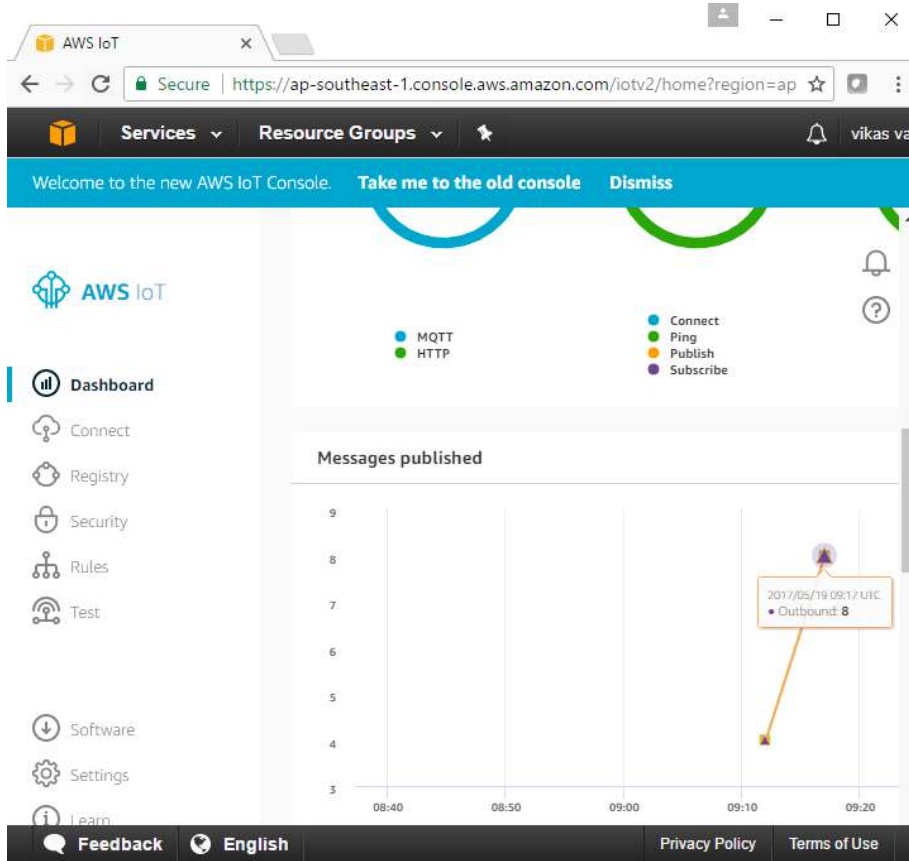 AWS IoT
Secure https://ap-southeast-1.console.aws.amazon.com/iotv2/home?region=ap
Services Resource Groups vikas va
Welcome to the new AWS IoT Console. Take me to the old console Dismiss
AWS IoT
MQTT
HTTP
Connect
Ping
Publish
Subscribe
Dashboard
Connect
Registry
Security
Rules
Test
Software
Settings
Learn
Messages published
9
8
7
6
5
4
3
2017/05/19 09:17 UTC
Outbound: 8
08:40 08:50 09:00 09:10 09:20
Feedback English Privacy Policy Terms of Use